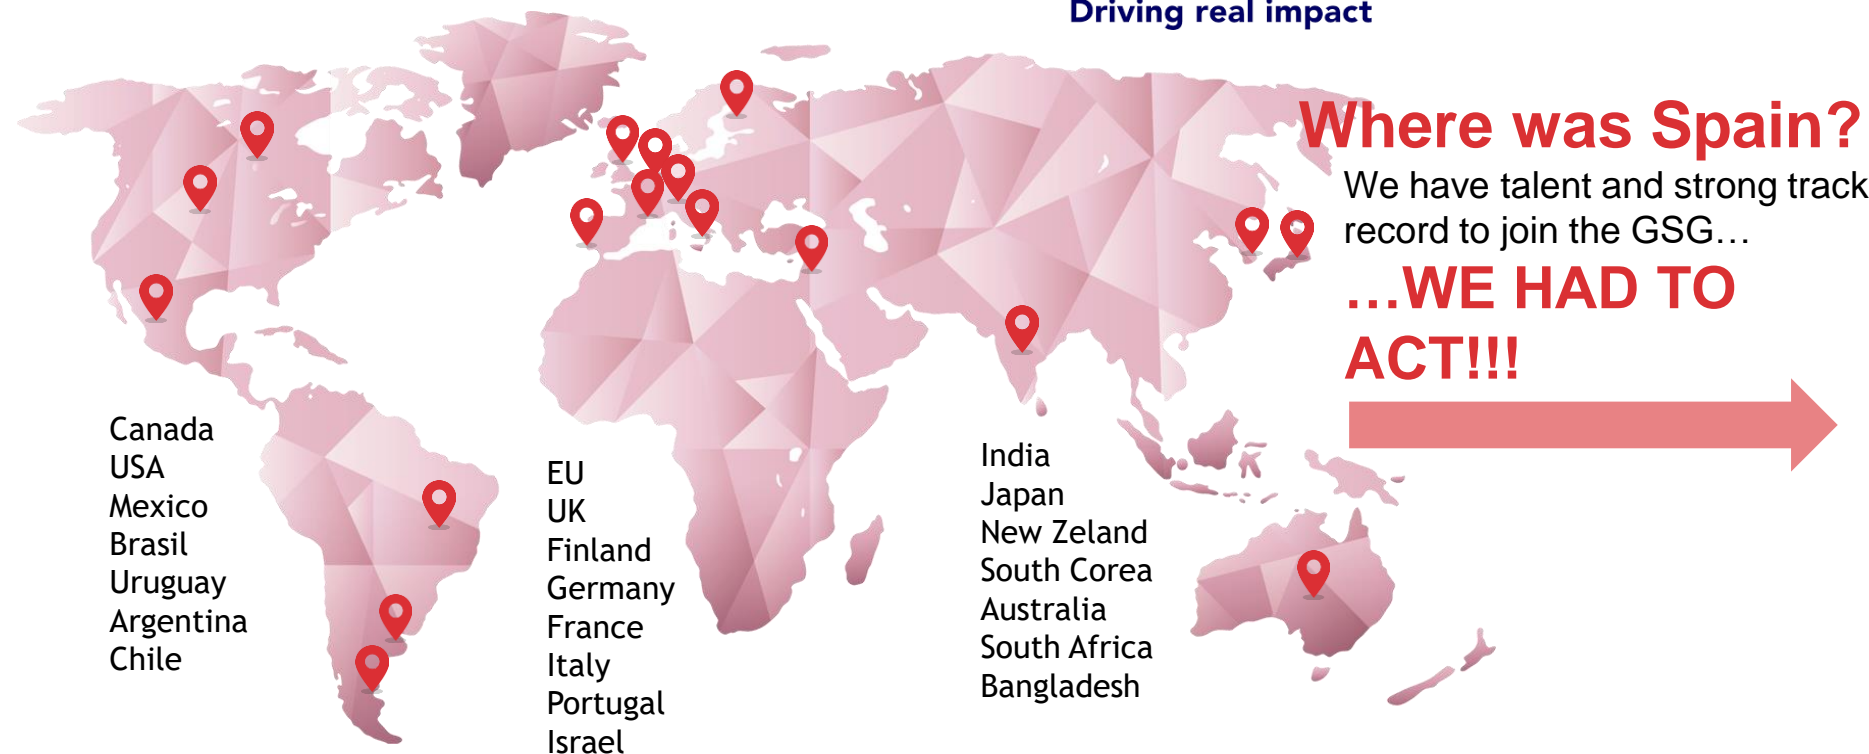 Driving real impact
Where was Spain?
We have talent and strong track
record to join the GSG…
…WE HAD TO
ACT!!!
Canada
USA
Mexico
Brasil
Uruguay
Argentina
Chile
EU
UK
Finland
Germany
France
Italy
Portugal
Israel
India
Japan
New Zeland
South Corea
Australia
South Africa
Bangladesh